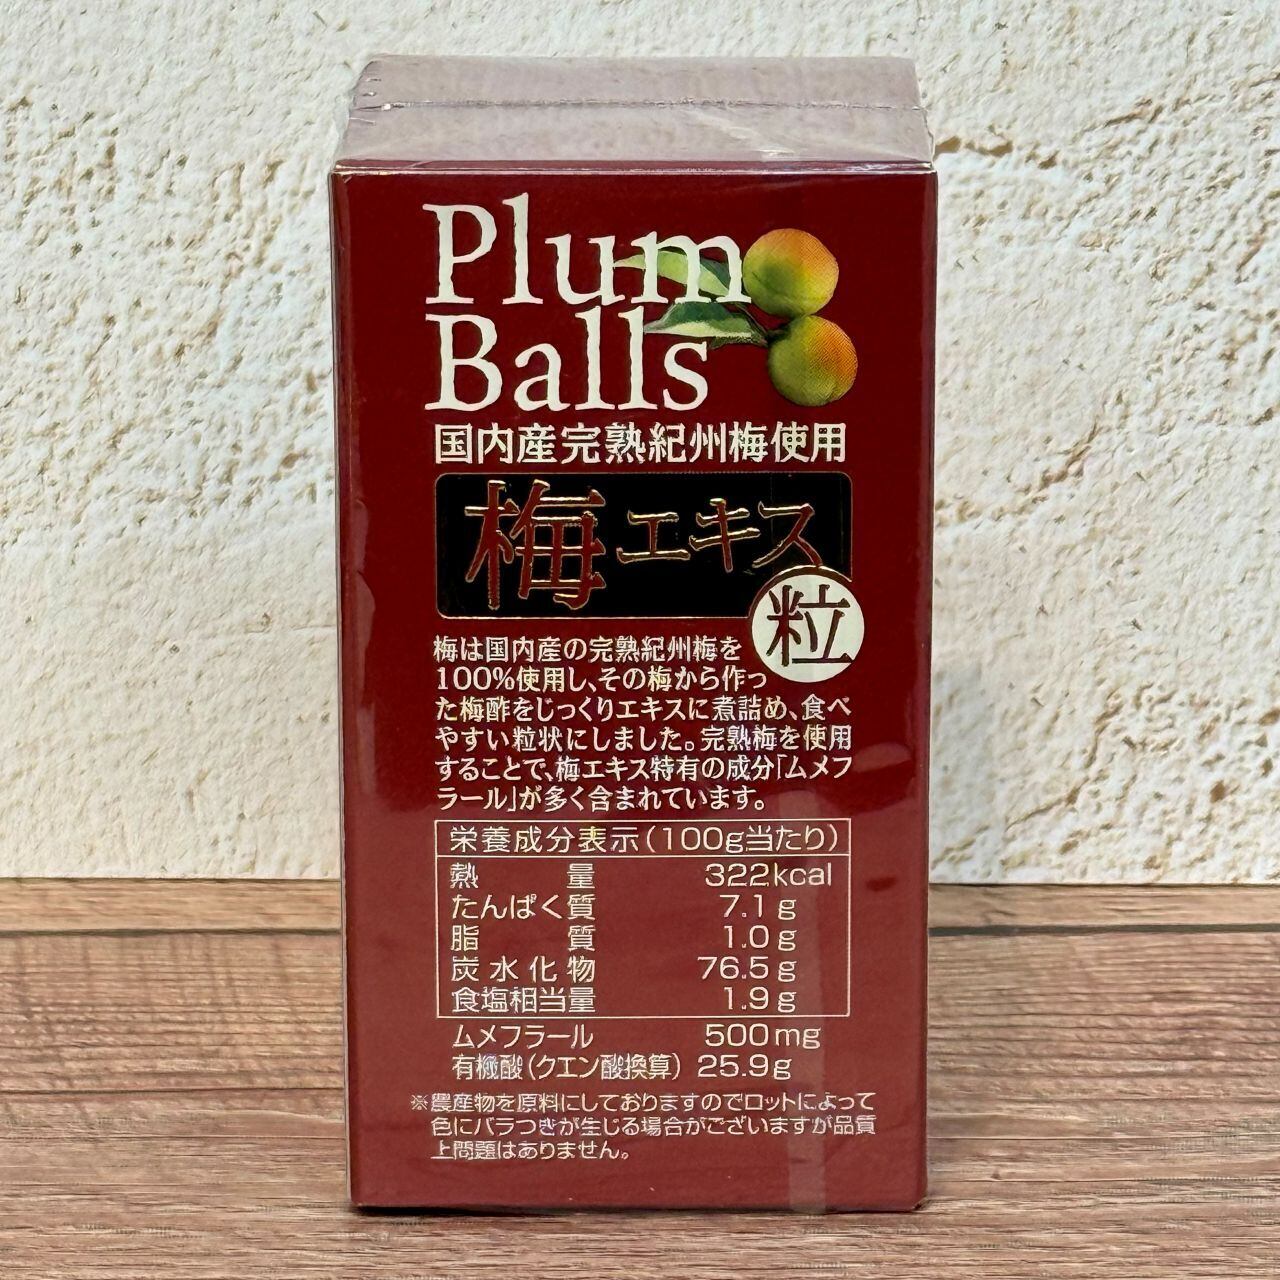 Plum
Balls
国内産完熟紀州梅使用
梅エキス
粒
梅は国内産の完熟紀州梅を
100%使用し、その梅から作っ
た梅酢をじっくりエキスに煮詰め、食べ
やすい粒状にしました。完熟梅を使用
することで、梅エキス特有の成分「ムメフ
ラール」が多く含まれています。
栄養成分表示(100g当たり)
熱量 322kcal
たんぱく質 7.1g
脂質 1.0g
炭水化物 76.5g
食塩相当量 1.9g
ムメフラール 500mg
有機酸(クエン酸換算) 25.9g
※農産物を原料にしておりますのでロットによって
色にバラつきが生じる場合がございますが品質
上問題はありません。